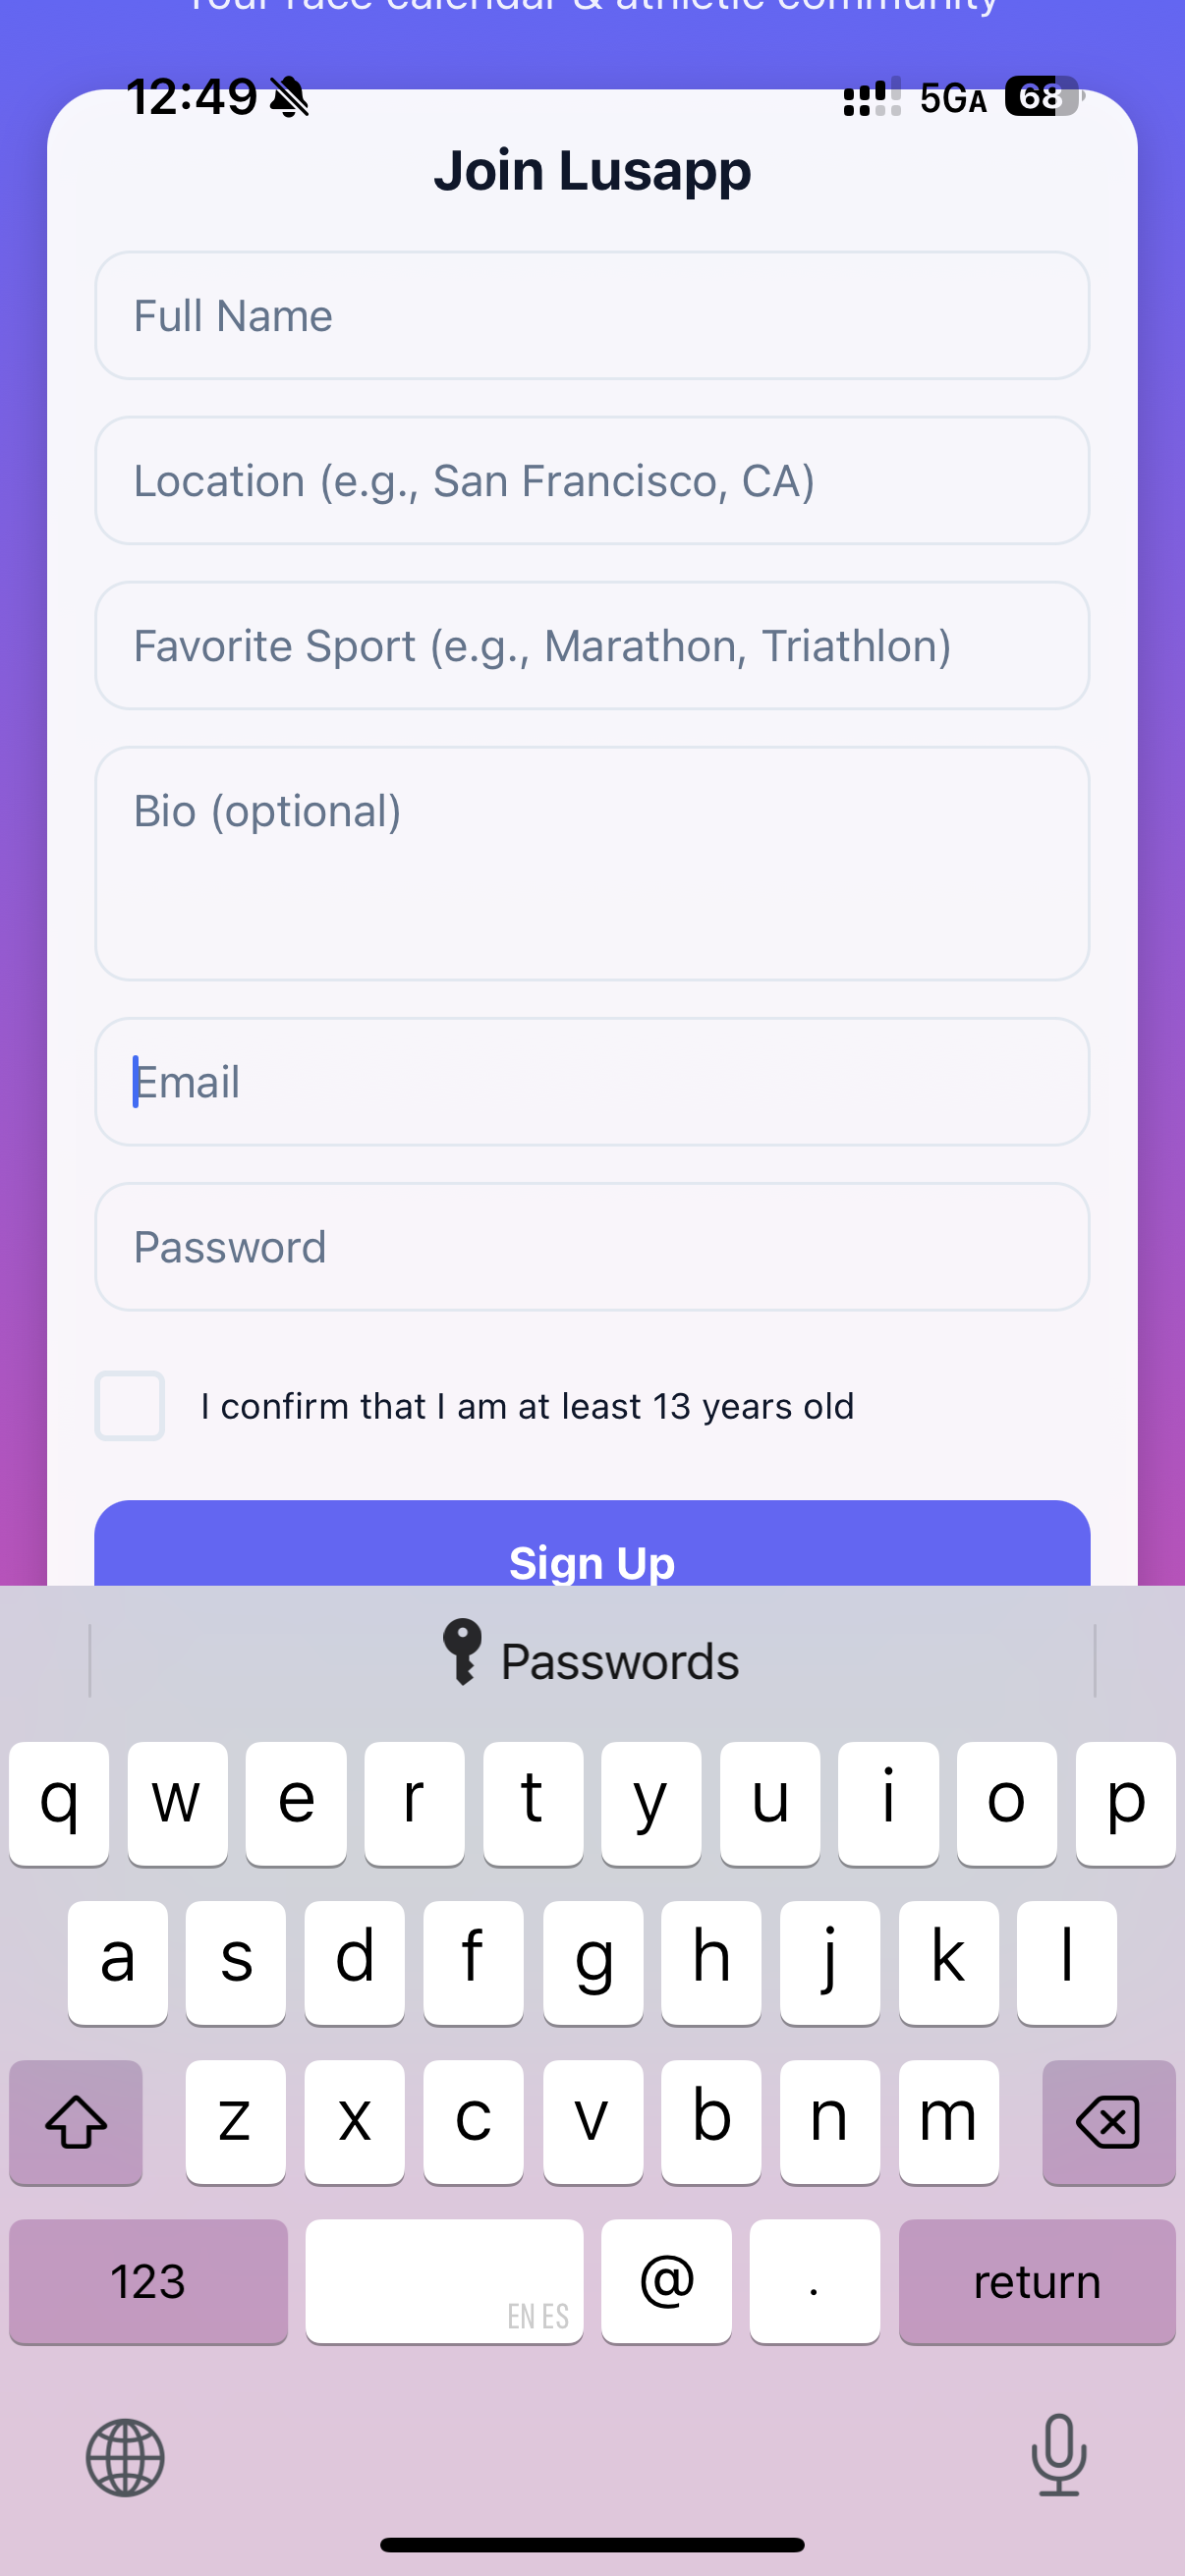 Your race calendar & athletic community
12:49 5GA 68
Join Lusapp
Full Name
Location (e.g., San Francisco, CA)
Favorite Sport (e.g., Marathon, Triathlon)
Bio (optional)
Email
Password
I confirm that I am at least 13 years old
Sign Up
Passwords
q w e r t y u i o p
a s d f g h j k l
z x c v b n m
123 EN ES @ . return